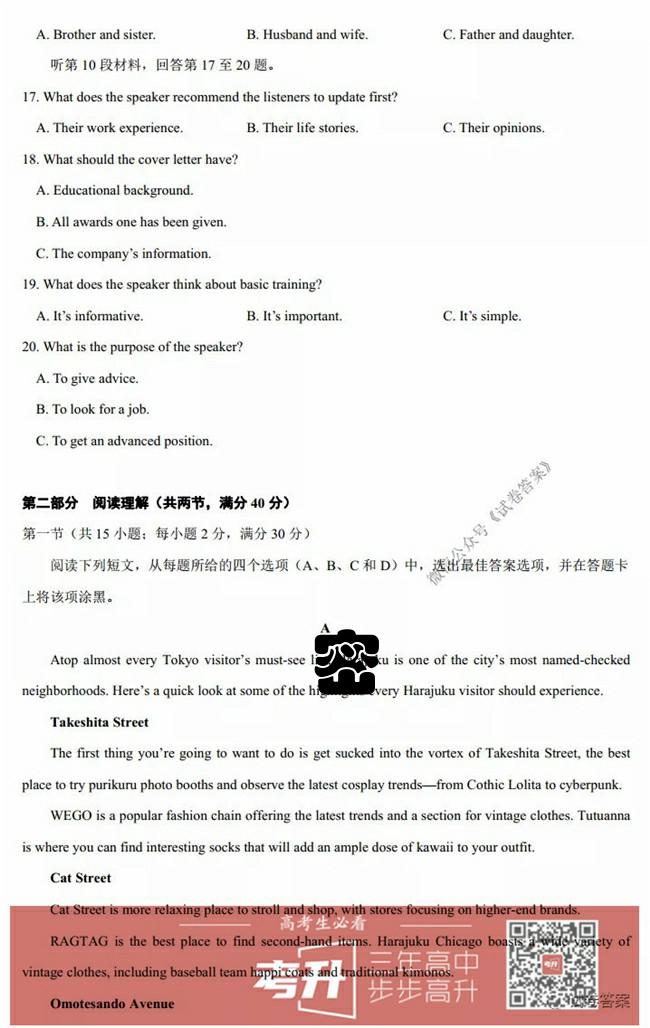 A. Brother and sister. B. Husband and wife. C. Father and daughter.
听第 10 段材料，回答第 17 至 20 题。
17. What does the speaker recommend the listeners to update first?
A. Their work experience. B. Their life stories. C. Their opinions.
18. What should the cover letter have?
A. Educational background.
B. All awards one has been given.
C. The company's information.
19. What does the speaker think about basic training?
A. It's informative. B. It's important. C. It's simple.
20. What is the purpose of the speaker?
A. To give advice.
B. To look for a job.
C. To get an advanced position.
微信公众号《试卷答案》
第二部分 阅读理解（共两节，满分 40 分）
第一节（共 15 小题；每小题 2 分，满分 30 分）
阅读下列短文，从每题所给的四个选项（A、B、C 和 D）中，选出最佳答案选项，并在答题卡
上将该项涂黑。
A
密
Atop almost every Tokyo visitor's must-see is one of the city's most named-checked
neighborhoods. Here's a quick look at some of the every Harajuku visitor should experience.
Takeshita Street
The first thing you're going to want to do is get sucked into the vortex of Takeshita Street, the best
place to try purikuru photo booths and observe the latest cosplay trends—from Cothic Lolita to cyberpunk.
WEGO is a popular fashion chain offering the latest trends and a section for vintage clothes. Tutuanna
is where you can find interesting socks that will add an ample dose of kawaii to your outfit.
Cat Street
Cat Street is more relaxing place to stroll and shop, with stores focusing on higher-end brands.
高考生必看
RAGTAG is the best place to find second-hand items. Harajuku Chicago boasts a wide variety of
vintage clothes, including baseball team happi coats and traditional kimonos.
考升
三年高中
步步高升
考升
试卷答案
Omotesando Avenue